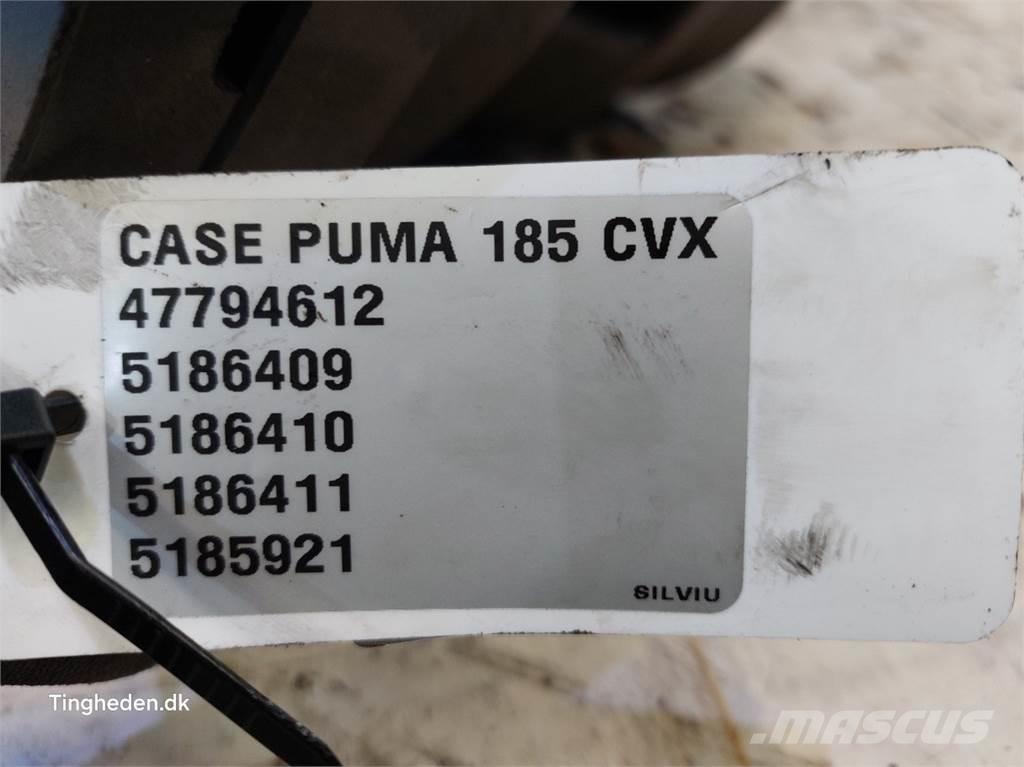 CASE PUMA 185 CVX
47794612
5186409
5186410
5186411
5185921
SILVIU
Tingheden.dk
MASCUS